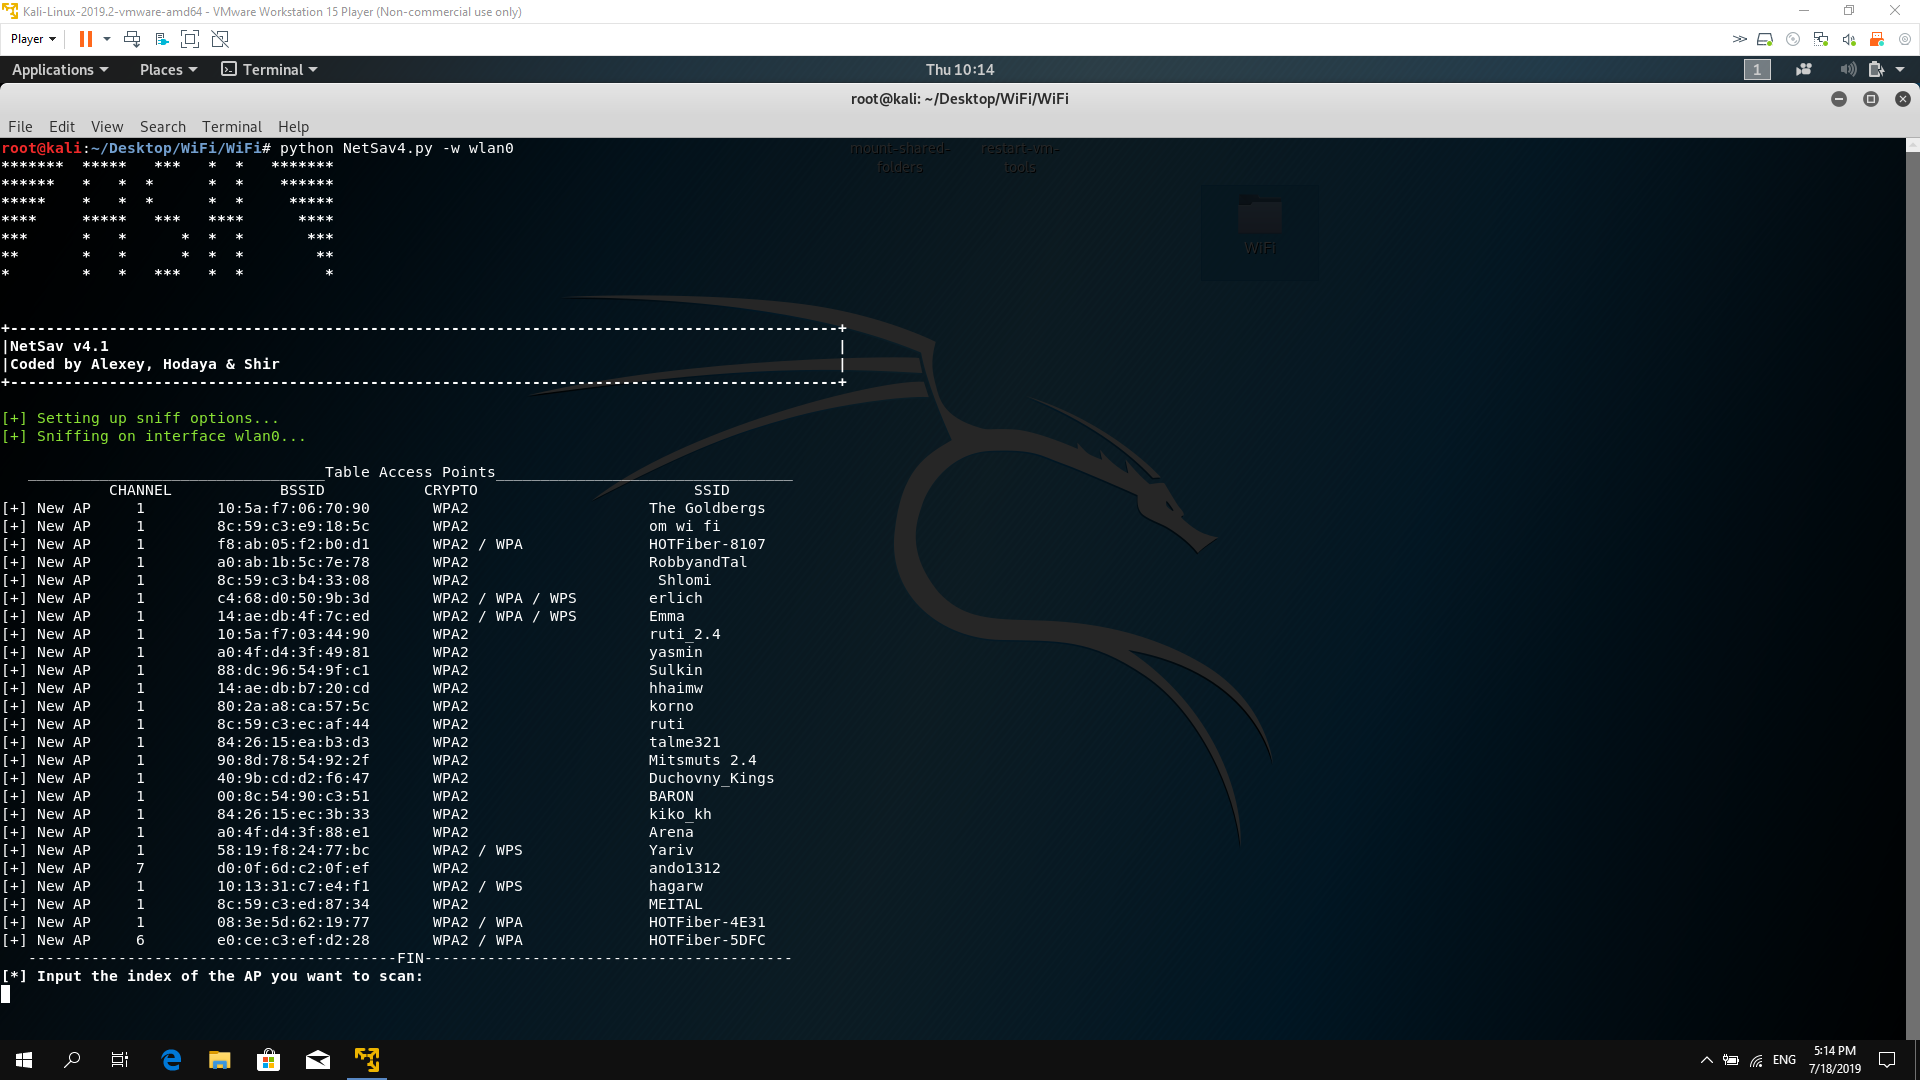 Kali-Linux-2019.2-vmware-amd64 - VMware Workstation 15 Player (Non-commercial use only)
Player
Applications Places Terminal Thu 10:14 1
root@kali: ~/Desktop/WiFi/WiFi
File Edit View Search Terminal Help
mount-shared-folders
restart-vm-tools
WiFi
root@kali:~/Desktop/WiFi/WiFi# python NetSav4.py -w wlan0
*******  *****   ***   *  *   *******
******   *   *  *      *  *    ******
*****    *   *  *      *  *     *****
****     *****   ***   ****      ****
***      *   *      *  *  *       ***
**       *   *      *  *  *        **
*        *   *   ***   *  *         *
+--------------------------------------------------------------------------------------------+
|NetSav v4.1 |
|Coded by Alexey, Hodaya & Shir |
+--------------------------------------------------------------------------------------------+
[+] Setting up sniff options...
[+] Sniffing on interface wlan0...
_________________________________Table Access Points_________________________________
CHANNEL BSSID CRYPTO SSID
[+] New AP 1 10:5a:f7:06:70:90 WPA2 The Goldbergs
[+] New AP 1 8c:59:c3:e9:18:5c WPA2 om wi fi
[+] New AP 1 f8:ab:05:f2:b0:d1 WPA2 / WPA HOTFiber-8107
[+] New AP 1 a0:ab:1b:5c:7e:78 WPA2 RobbyandTal
[+] New AP 1 8c:59:c3:b4:33:08 WPA2 Shlomi
[+] New AP 1 c4:68:d0:50:9b:3d WPA2 / WPA / WPS erlich
[+] New AP 1 14:ae:db:4f:7c:ed WPA2 / WPA / WPS Emma
[+] New AP 1 10:5a:f7:03:44:90 WPA2 ruti_2.4
[+] New AP 1 a0:4f:d4:3f:49:81 WPA2 yasmin
[+] New AP 1 88:dc:96:54:9f:c1 WPA2 Sulkin
[+] New AP 1 14:ae:db:b7:20:cd WPA2 hhaimw
[+] New AP 1 80:2a:a8:ca:57:5c WPA2 korno
[+] New AP 1 8c:59:c3:ec:af:44 WPA2 ruti
[+] New AP 1 84:26:15:ea:b3:d3 WPA2 talme321
[+] New AP 1 90:8d:78:54:92:2f WPA2 Mitsmuts 2.4
[+] New AP 1 40:9b:cd:d2:f6:47 WPA2 Duchovny_Kings
[+] New AP 1 00:8c:54:90:c3:51 WPA2 BARON
[+] New AP 1 84:26:15:ec:3b:33 WPA2 kiko_kh
[+] New AP 1 a0:4f:d4:3f:88:e1 WPA2 Arena
[+] New AP 1 58:19:f8:24:77:bc WPA2 / WPS Yariv
[+] New AP 7 d0:0f:6d:c2:0f:ef WPA2 ando1312
[+] New AP 1 10:13:31:c7:e4:f1 WPA2 / WPS hagarw
[+] New AP 1 8c:59:c3:ed:87:34 WPA2 MEITAL
[+] New AP 1 08:3e:5d:62:19:77 WPA2 / WPA HOTFiber-4E31
[+] New AP 6 e0:ce:c3:ef:d2:28 WPA2 / WPA HOTFiber-5DFC
-----------------------------------------FIN-----------------------------------------
[*] Input the index of the AP you want to scan:
ENG
5:14 PM
7/18/2019